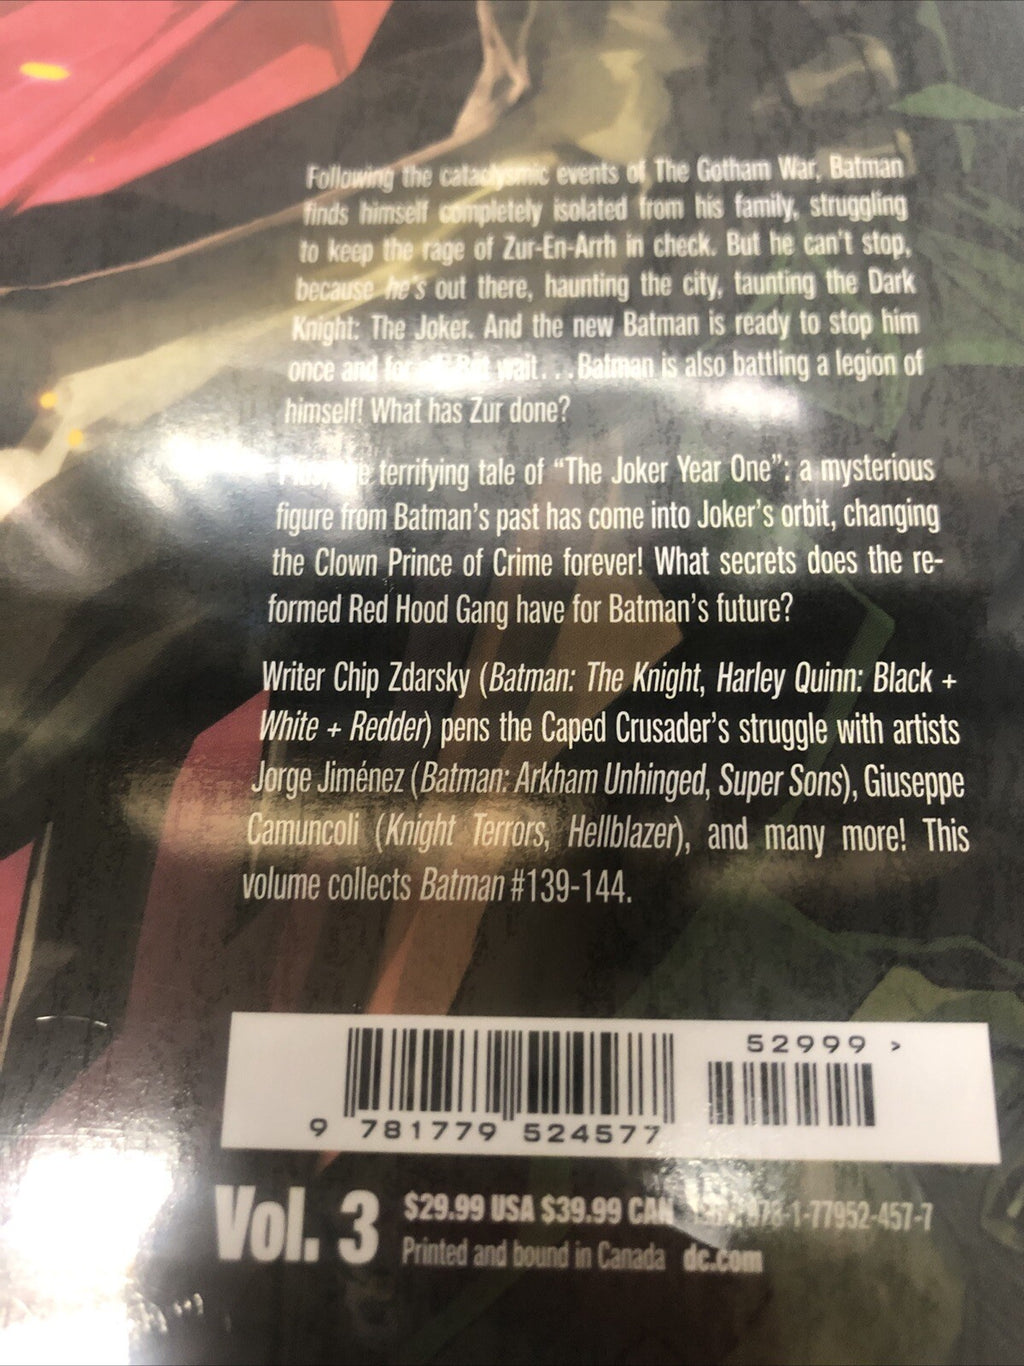 Following the cataclysmic events of The Gotham War, Batman
finds himself completely isolated from his family, struggling
to keep the rage of Zur-En-Arrh in check. But he can't stop,
because he's out there, haunting the city, taunting the Dark
Knight: The Joker. And the new Batman is ready to stop him
once and for all! But wait...Batman is also battling a legion of
himself! What has Zur done?
terrifying tale of “The Joker Year One”: a mysterious
figure from Batman's past has come into Joker's orbit, changing
the Clown Prince of Crime forever! What secrets does the re-
formed Red Hood Gang have for Batman's future?
Writer Chip Zdarsky (Batman: The Knight, Harley Quinn: Black +
White + Redder) pens the Caped Crusader's struggle with artists
Jorge Jiménez (Batman: Arkham Unhinged, Super Sons), Giuseppe
Camuncoli (Knight Terrors, Hellblazer), and many more! This
volume collects Batman #139-144.
52999 >
9 781779 524577
Vol. 3
$29.99 USA $39.99 CAN 978-1-77952-457-7
Printed and bound in Canada dc.com